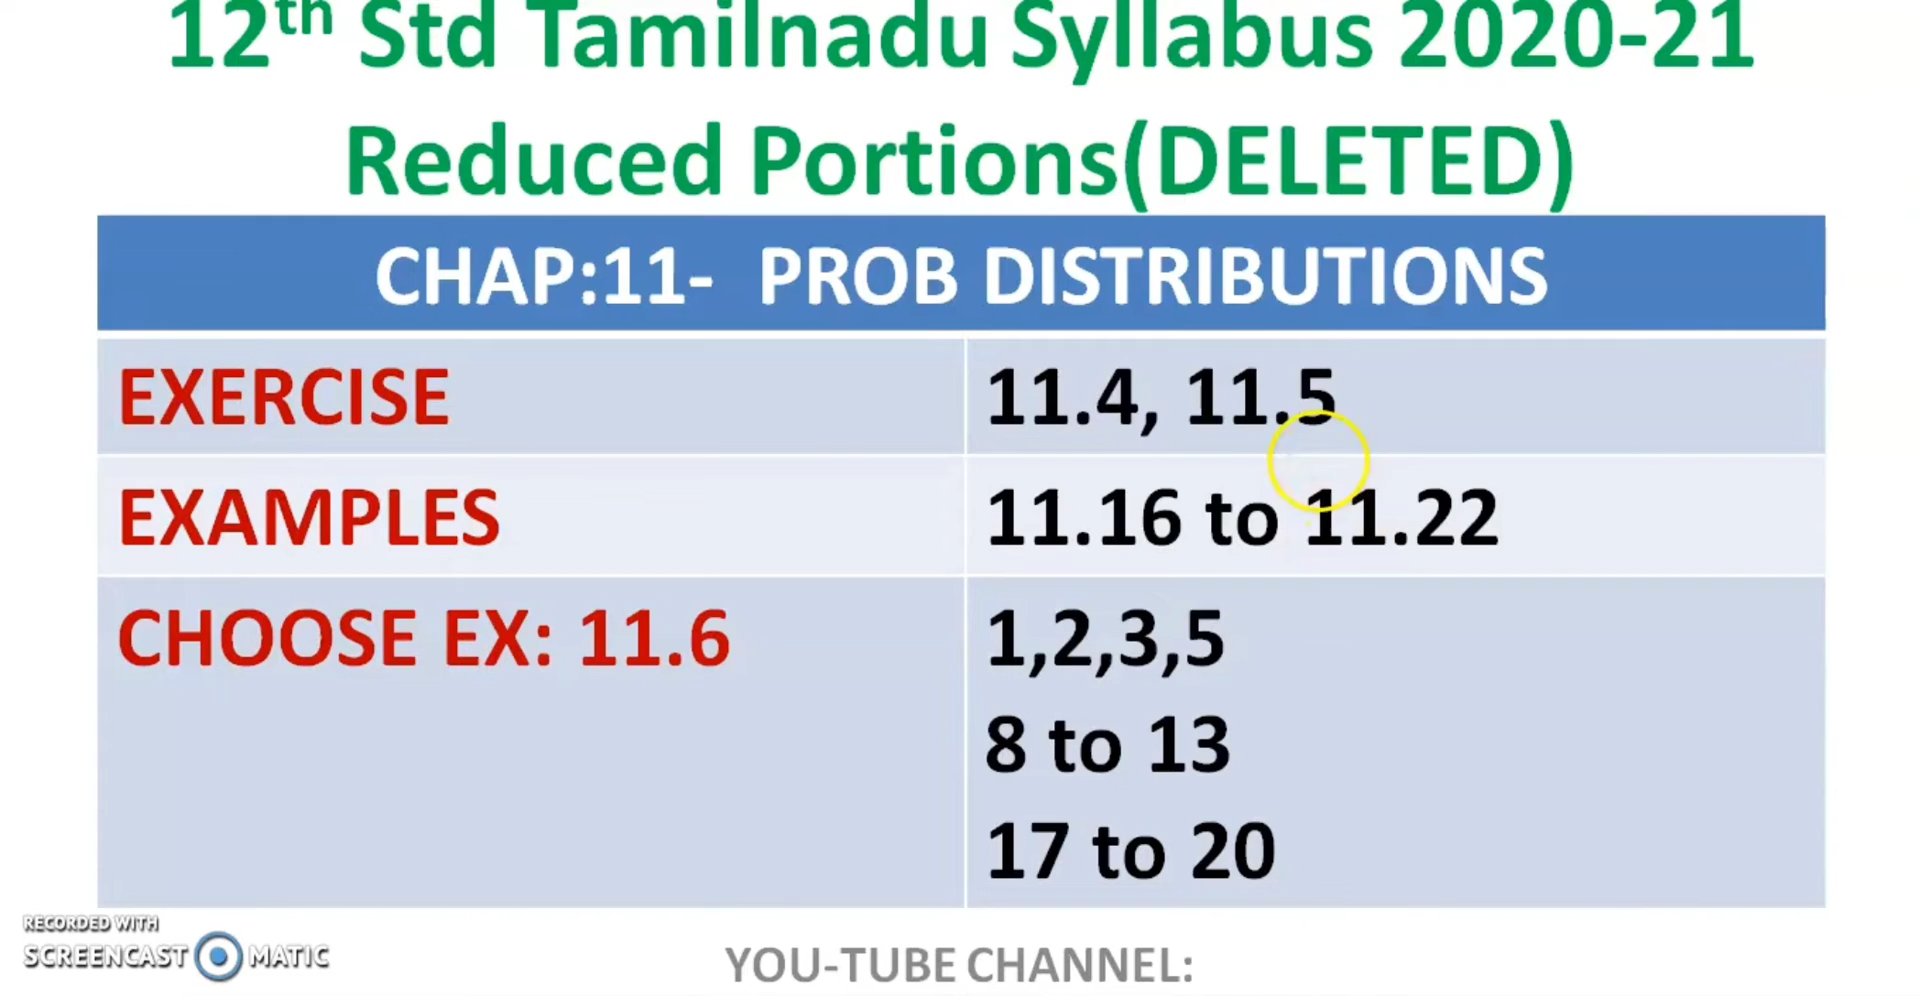 12th Std Tamilnadu Syllabus 2020-21
Reduced Portions(DELETED)
CHAP:11- PROB DISTRIBUTIONS
EXERCISE 11.4, 11.5
EXAMPLES 11.16 to 11.22
CHOOSE EX: 11.6 1,2,3,5
8 to 13
17 to 20
RECORDED WITH
SCREENCAST MATIC
YOU-TUBE CHANNEL: